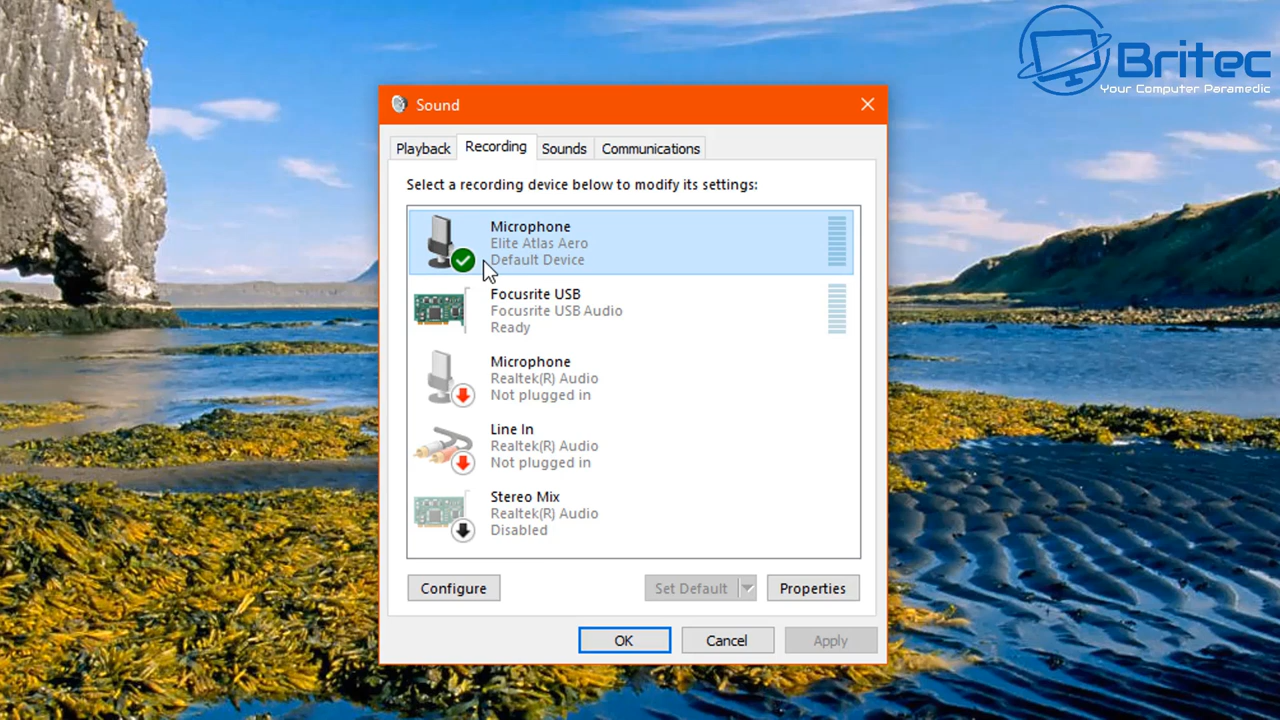 Britec
Your Computer Paramedic
Sound
Playback
Recording
Sounds
Communications
Select a recording device below to modify its settings:
Microphone
Elite Atlas Aero
Default Device
Focusrite USB
Focusrite USB Audio
Ready
Microphone
Realtek(R) Audio
Not plugged in
Line In
Realtek(R) Audio
Not plugged in
Stereo Mix
Realtek(R) Audio
Disabled
Configure
Set Default
Properties
OK
Cancel
Apply